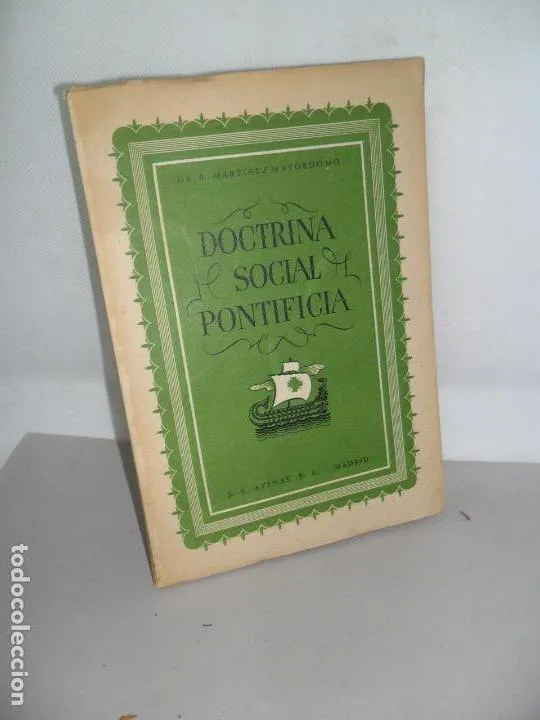 DR. A. MARTINEZ MAYORDOMO
DOCTRINA
SOCIAL
PONTIFICIA
S. E. ATENAS S. A. MADRID
todocoleccion